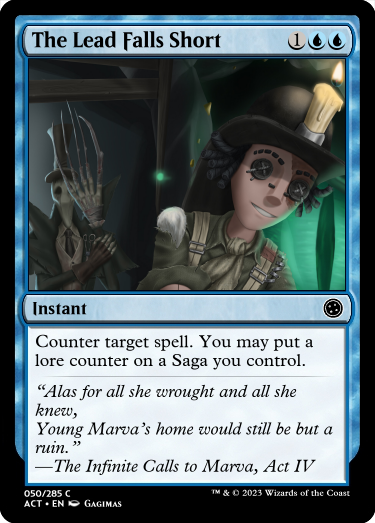 The Lead Falls Short 1
Instant
Counter target spell. You may put a
lore counter on a Saga you control.
“Alas for all she wrought and all she
knew,
Young Marva’s home would still be but a
ruin.”
—The Infinite Calls to Marva, Act IV
050/285 C ™ & © 2023 Wizards of the Coast
ACT • EN Gagimas